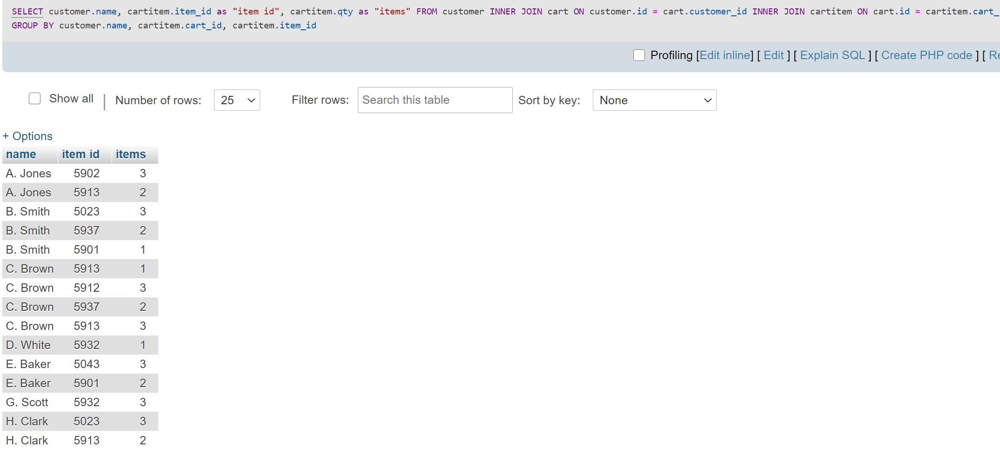 SELECT customer.name, cartitem.item_id as "item id", cartitem.qty as "items" FROM customer INNER JOIN cart ON customer.id = cart.customer_id INNER JOIN cartitem ON cart.id = cartitem.cart_
GROUP BY customer.name, cartitem.cart_id, cartitem.item_id
Profiling [Edit inline] [ Edit ] [ Explain SQL ] [ Create PHP code ] [ Re
Show all | Number of rows: 25 Filter rows: Search this table Sort by key: None
+ Options
name item id items
A. Jones 5902 3
A. Jones 5913 2
B. Smith 5023 3
B. Smith 5937 2
B. Smith 5901 1
C. Brown 5913 1
C. Brown 5912 3
C. Brown 5937 2
C. Brown 5913 3
D. White 5932 1
E. Baker 5043 3
E. Baker 5901 2
G. Scott 5932 3
H. Clark 5023 3
H. Clark 5913 2